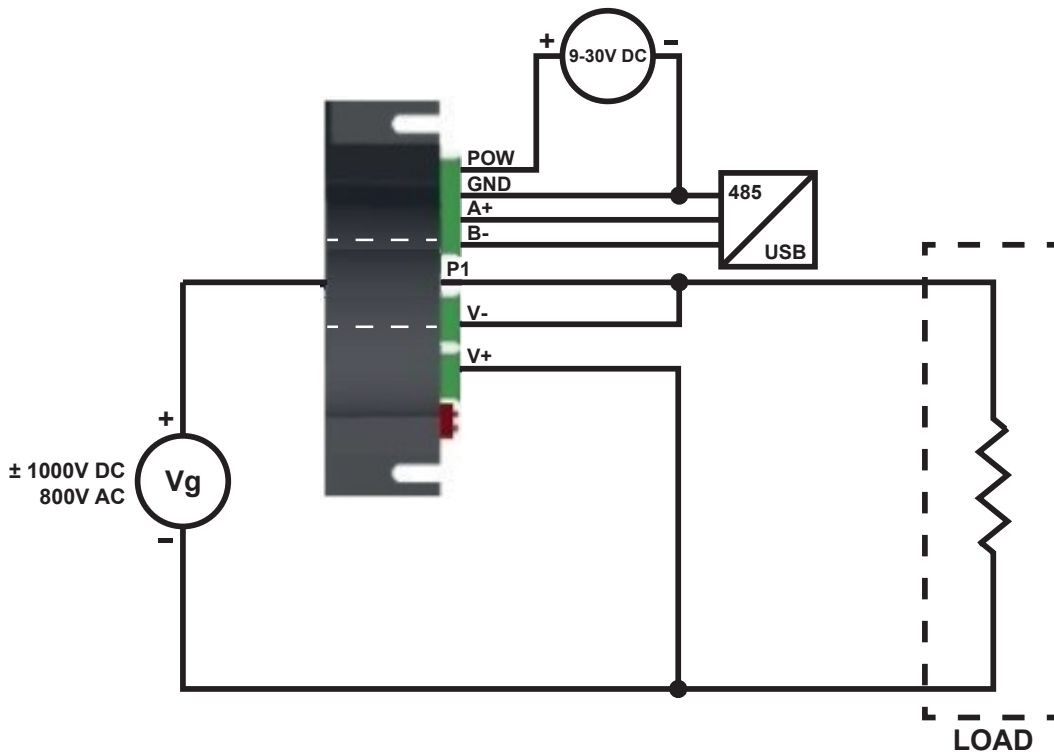 +
-
9-30V DC
POW
GND
A+
B-
485
USB
P1
V-
V+
+
± 1000V DC
800V AC
Vg
-
LOAD